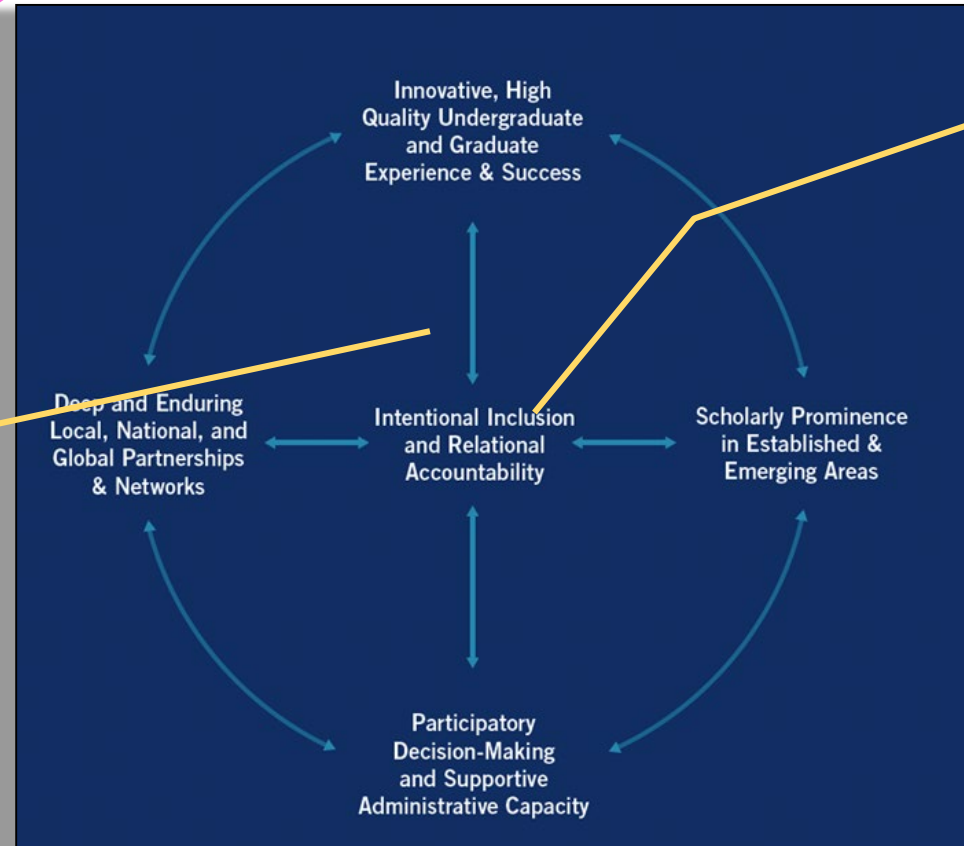 Innovative, High
Quality Undergraduate
and Graduate
Experience & Success
Deep and Enduring
Local, National, and
Global Partnerships
& Networks
Intentional Inclusion
and Relational
Accountability
Scholarly Prominence
in Established &
Emerging Areas
Participatory
Decision-Making
and Supportive
Administrative Capacity